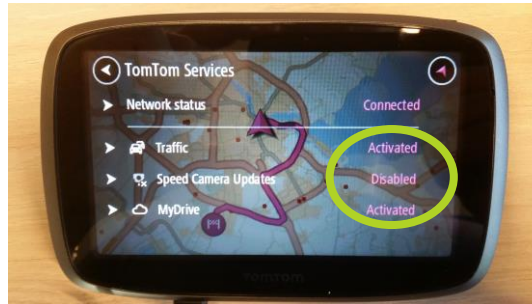 TomTom Services
Network status Connected
Traffic Activated
Speed Camera Updates Disabled
MyDrive Activated
TOMTOM